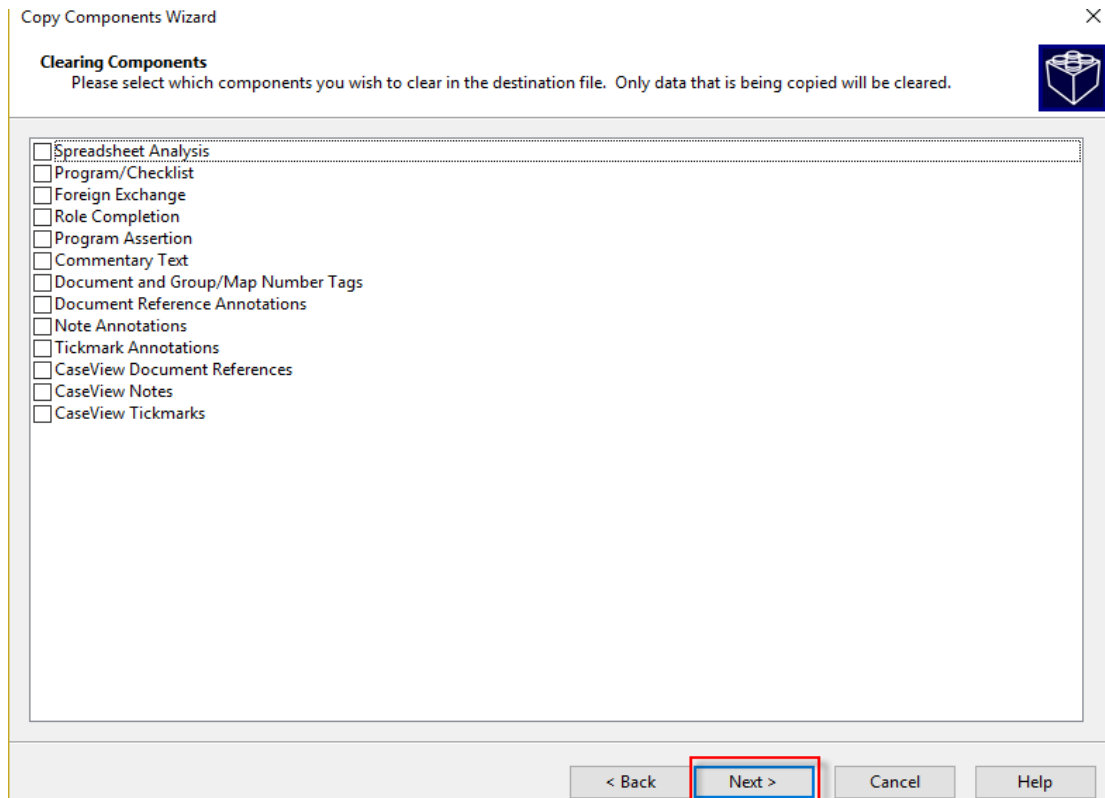 Copy Components Wizard
Clearing Components
Please select which components you wish to clear in the destination file.  Only data that is being copied will be cleared.
Spreadsheet Analysis
Program/Checklist
Foreign Exchange
Role Completion
Program Assertion
Commentary Text
Document and Group/Map Number Tags
Document Reference Annotations
Note Annotations
Tickmark Annotations
CaseView Document References
CaseView Notes
CaseView Tickmarks
< Back Next > Cancel Help